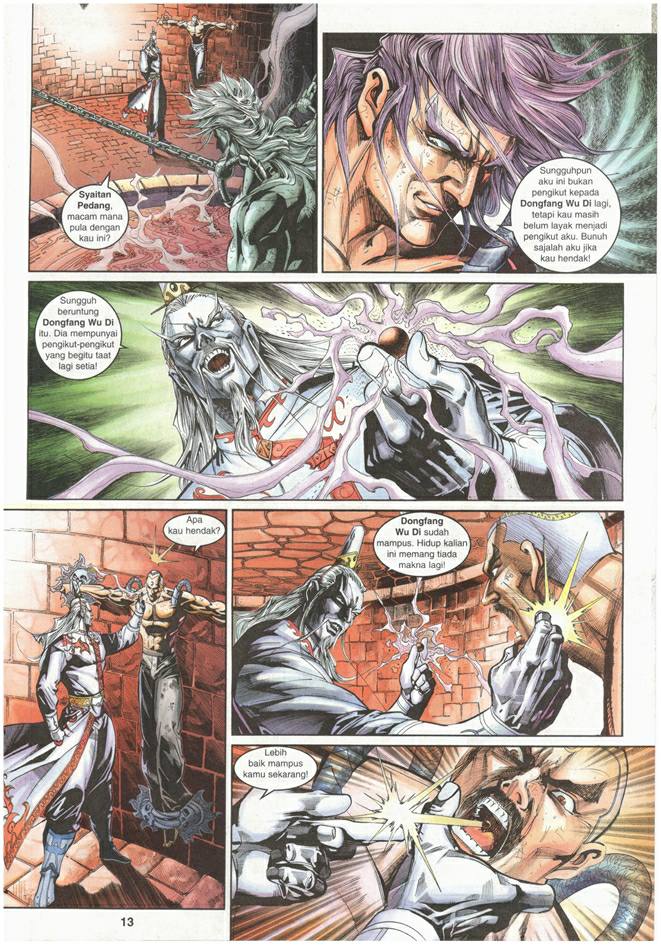 Syaitan
Pedang,
macam mana
pula dengan
kau ini?
Sungguhpun
aku ini bukan
pengikut kepada
Dongfang Wu Di lagi,
tetapi kau masih
belum layak menjadi
pengikut aku. Bunuh
sajalah aku jika
kau hendak!
Sungguh
beruntung
Dongfang Wu Di
itu. Dia mempunyai
pengikut-pengikut
yang begitu taat
lagi setia!
Apa
kau hendak?
Dongfang
Wu Di sudah
mampus. Hidup kalian
ini memang tiada
makna lagi!
Lebih
baik mampus
kamu sekarang!
13